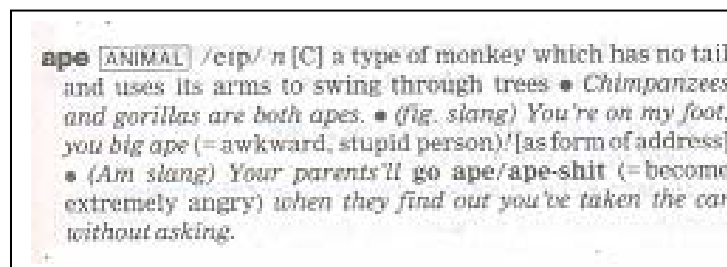 ape [ANIMAL] /eɪp/ n [C] a type of monkey which has no tail
and uses its arms to swing through trees ● Chimpanzees
and gorillas are both apes. ● (fig. slang) You're on my foot,
you big ape (= awkward, stupid person)! [as form of address]
● (Am slang) Your parents'll go ape/ape-shit (= become
extremely angry) when they find out you've taken the car
without asking.